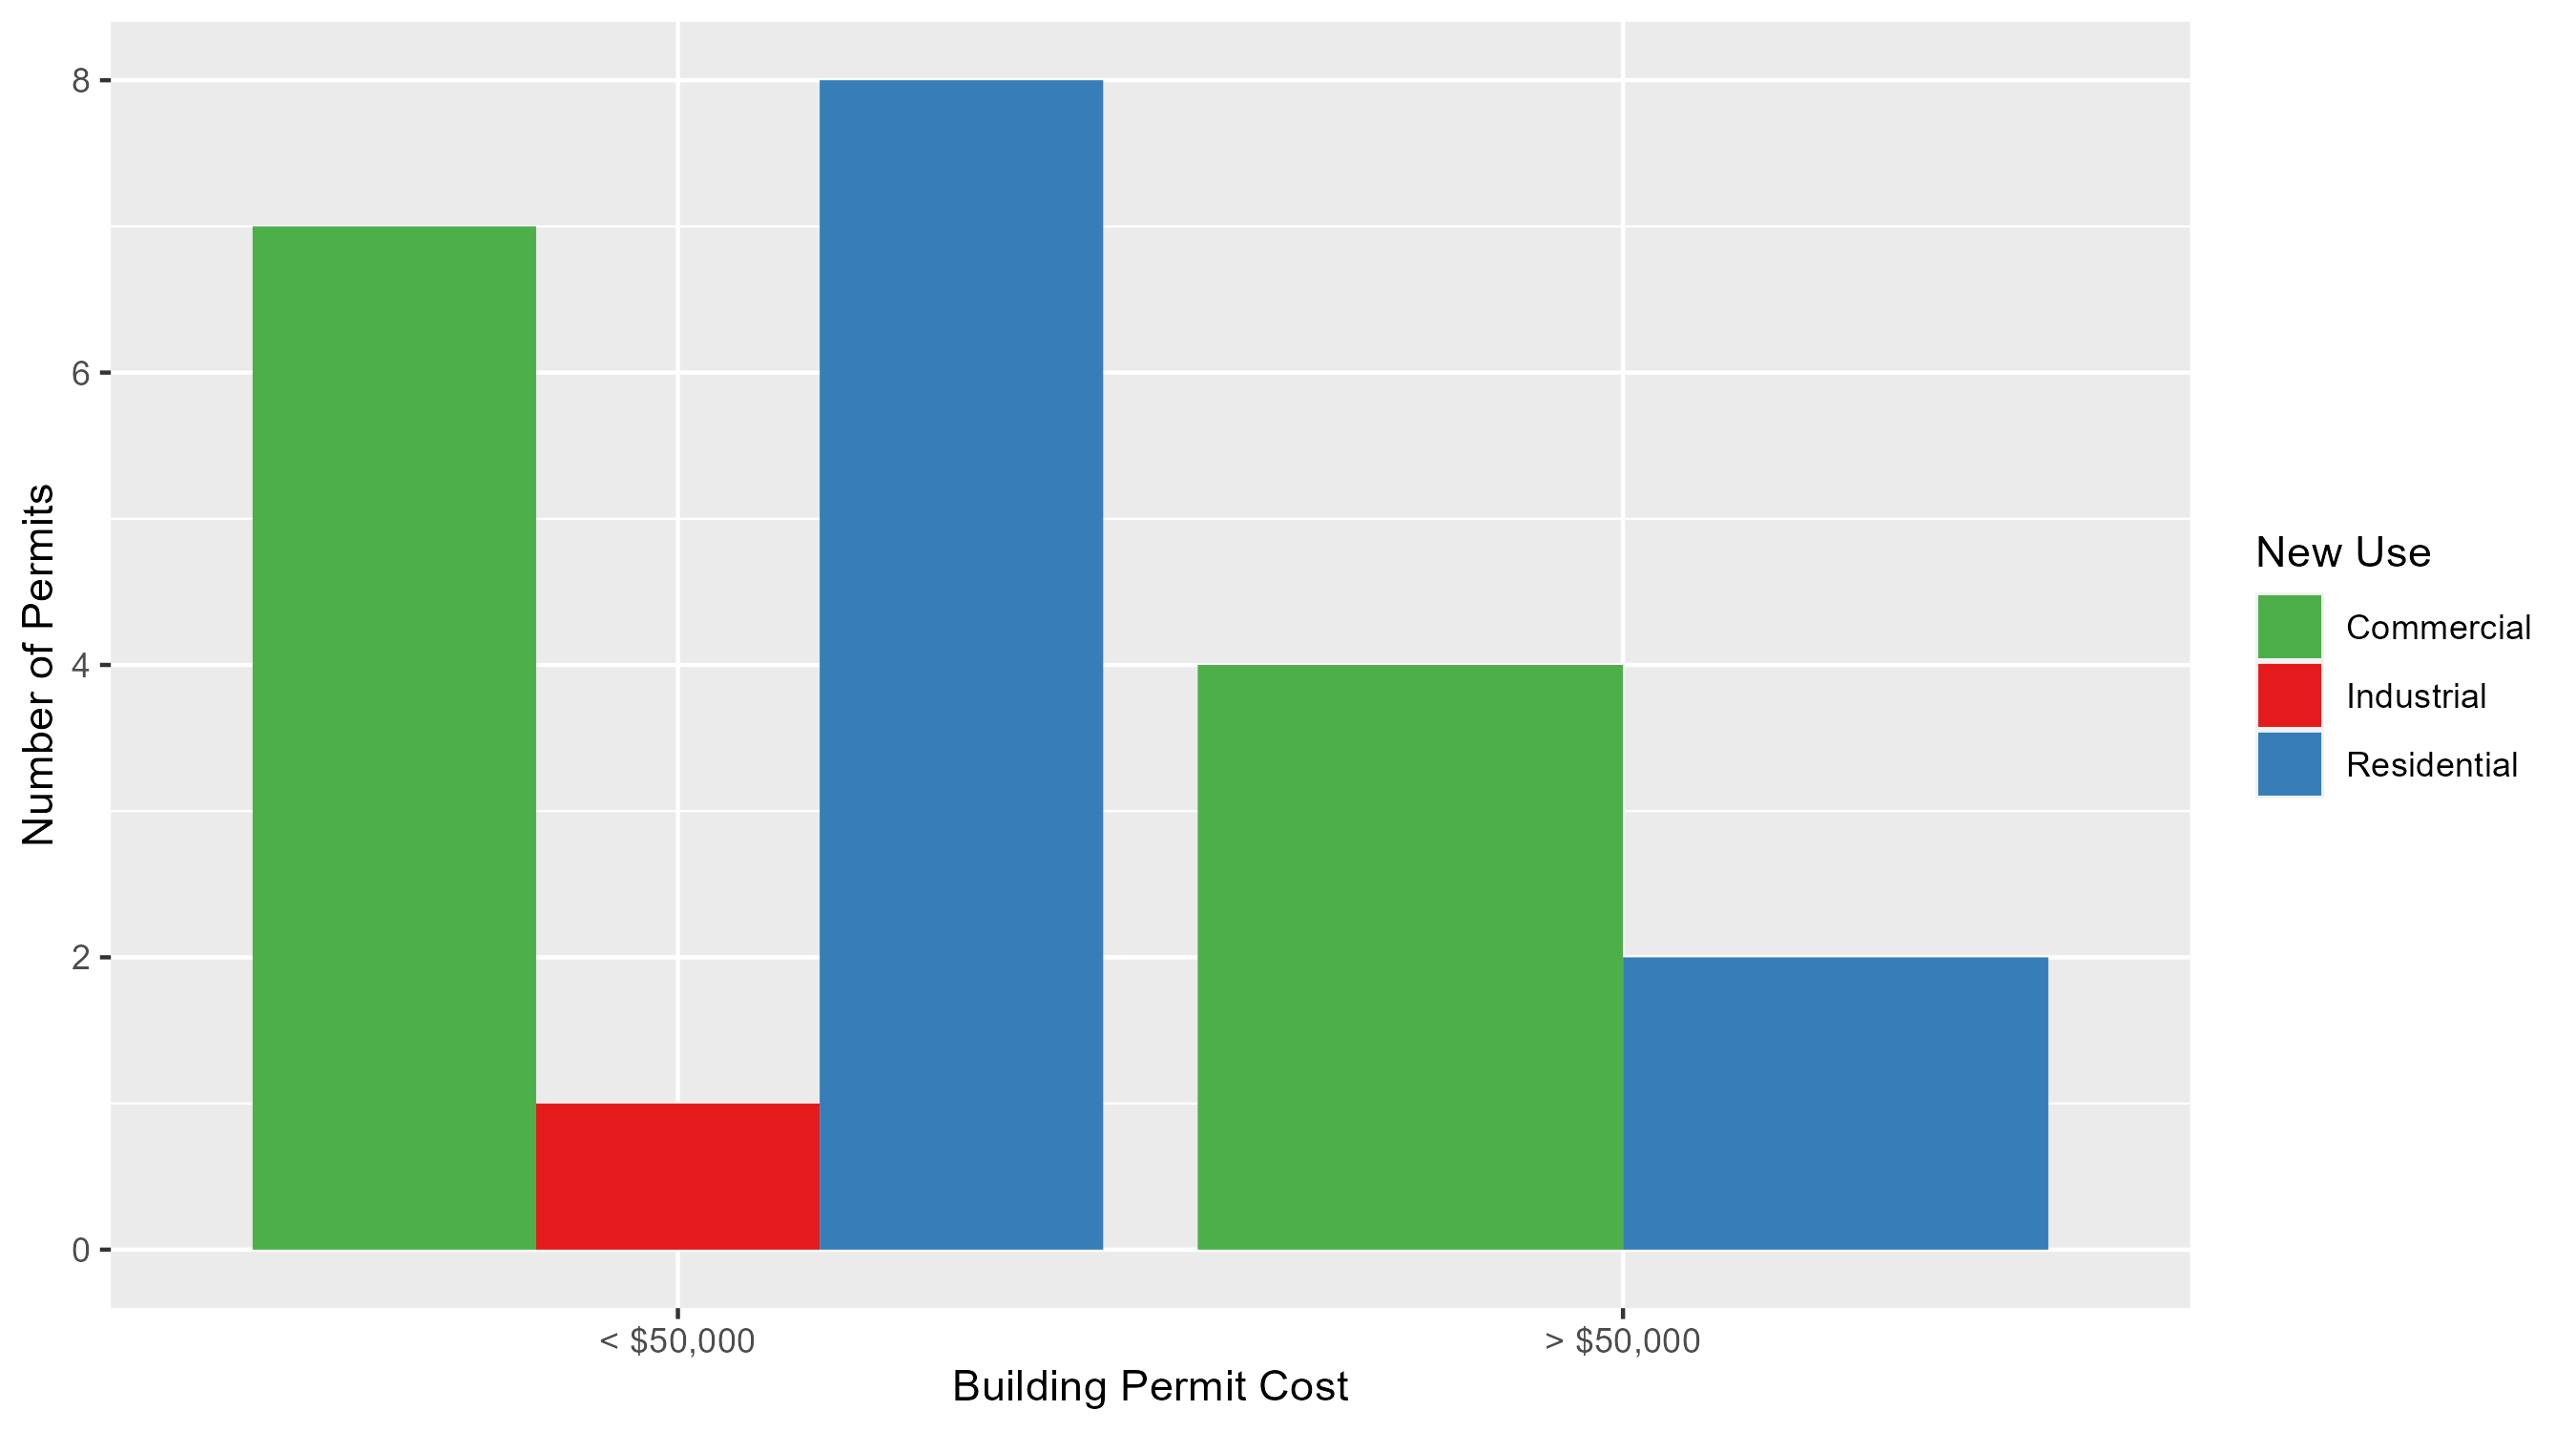 8
6
4
2
0
Number of Permits
< $50,000
> $50,000
Building Permit Cost
New Use
Commercial
Industrial
Residential